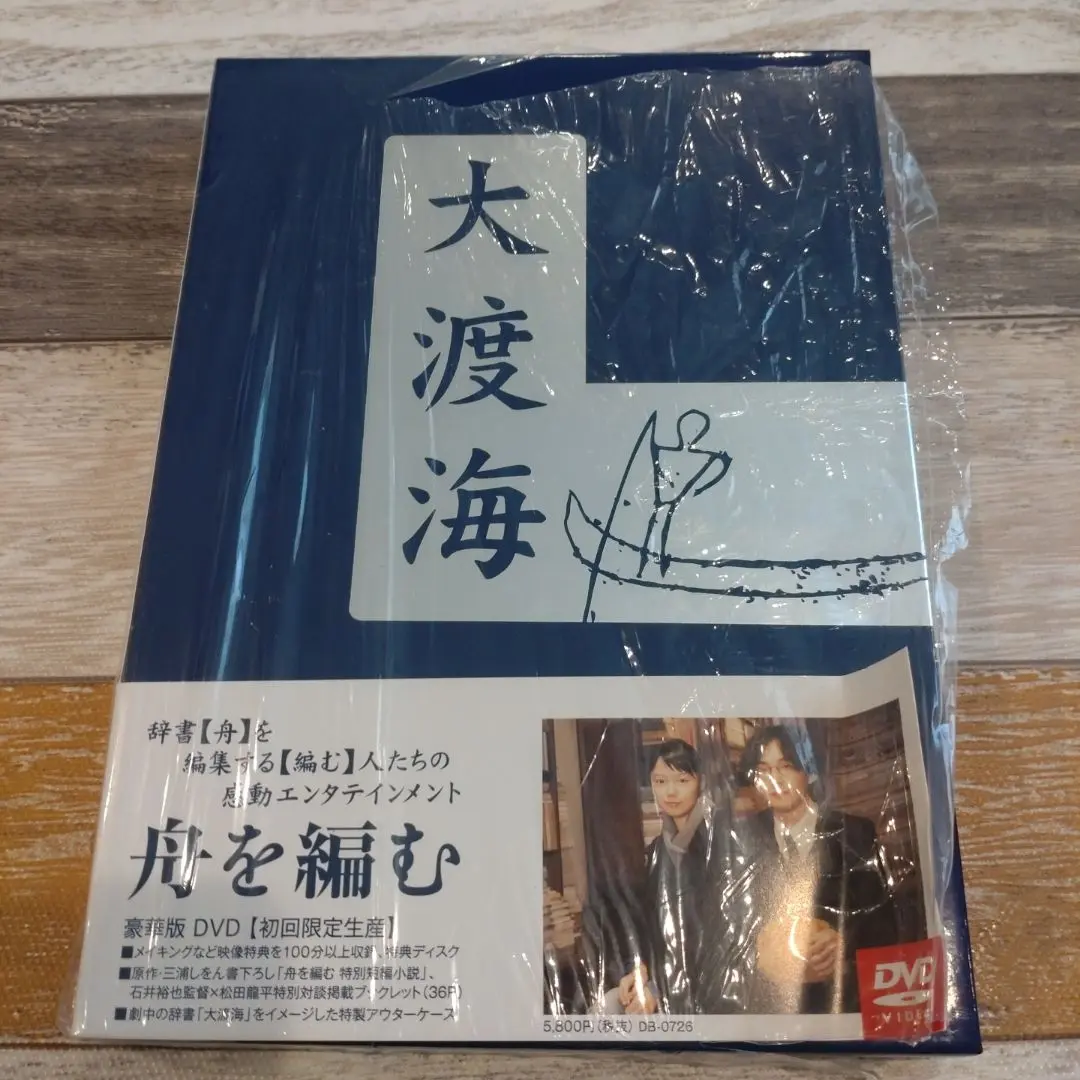 大渡海
辞書【舟】を
編集する【編む】人たちの
感動エンタテインメント
舟を編む
豪華版 DVD【初回限定生産】
■メイキングなど映像特典を100分以上収録 特典ディスク
■原作・三浦しをん書下ろし「舟を編む 特別短編小説」、
石井裕也監督×松田龍平特別対談掲載ブックレット(36P)
■劇中の辞書「大渡海」をイメージした特製アウターケース
5,800円(税抜) DB-0726
DVD
VIDEO